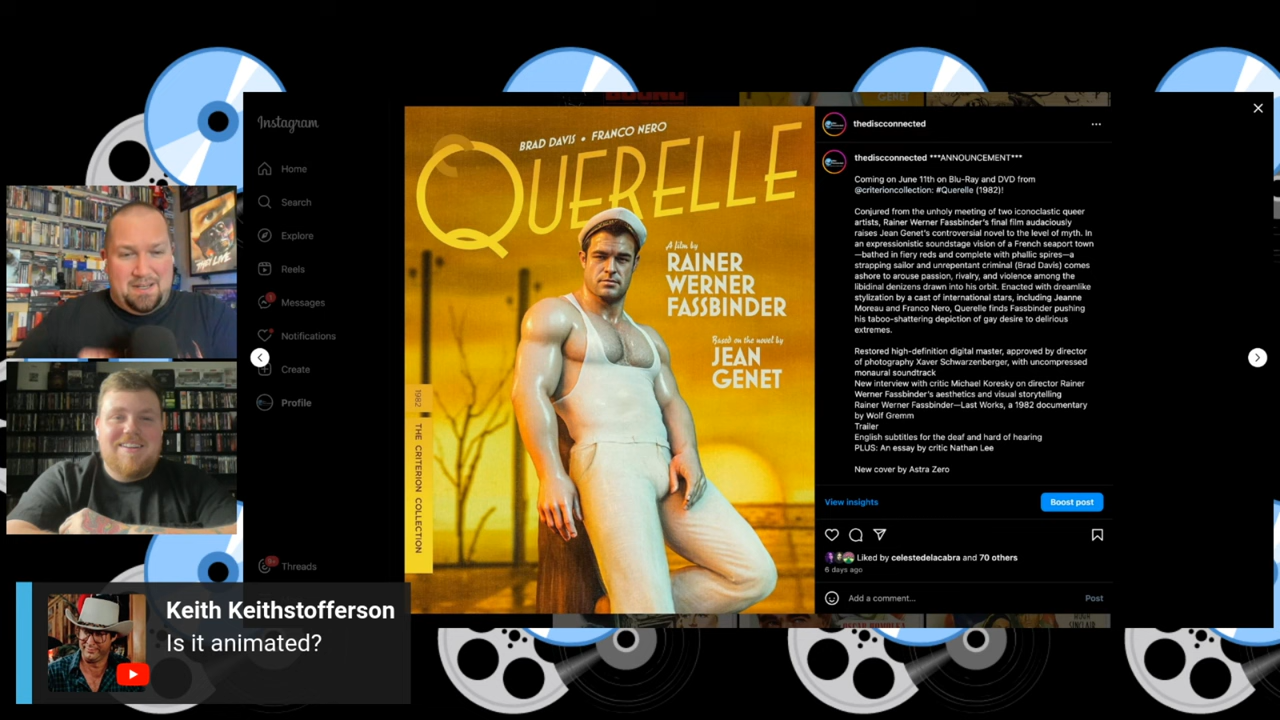 SOUND
GENET
Instagram
Home
Search
Explore
Reels
Messages
Notifications
Create
Profile
9+
Threads
THEY LIVE
BRAD DAVIS • FRANCO NERO
QUERELLE
A film by
RAINER
WERNER
FASSBINDER
Based on the novel by
JEAN
GENET
1982
THE CRITERION COLLECTION
thediscconnected
thediscconnected ***ANNOUNCEMENT***
Coming on June 11th on Blu-Ray and DVD from
@criterioncollection: #Querelle (1982)!
Conjured from the unholy meeting of two iconoclastic queer
artists, Rainer Werner Fassbinder's final film audaciously
raises Jean Genet's controversial novel to the level of myth. In
an expressionistic soundstage vision of a French seaport town
—bathed in fiery reds and complete with phallic spires—a
strapping sailor and unrepentant criminal (Brad Davis) comes
ashore to arouse passion, rivalry, and violence among the
libidinal denizens drawn into his orbit. Enacted with dreamlike
stylization by a cast of international stars, including Jeanne
Moreau and Franco Nero, Querelle finds Fassbinder pushing
his taboo-shattering depiction of gay desire to delirious
extremes.
Restored high-definition digital master, approved by director
of photography Xaver Schwarzenberger, with uncompressed
monaural soundtrack
New interview with critic Michael Koresky on director Rainer
Werner Fassbinder's aesthetics and visual storytelling
Rainer Werner Fassbinder—Last Works, a 1982 documentary
by Wolf Gremm
Trailer
English subtitles for the deaf and hard of hearing
PLUS: An essay by critic Nathan Lee
New cover by Astra Zero
View insights
Boost post
Liked by celestedelacabra and 70 others
6 days ago
Add a comment...
Post
Keith Keithstofferson
Is it animated?